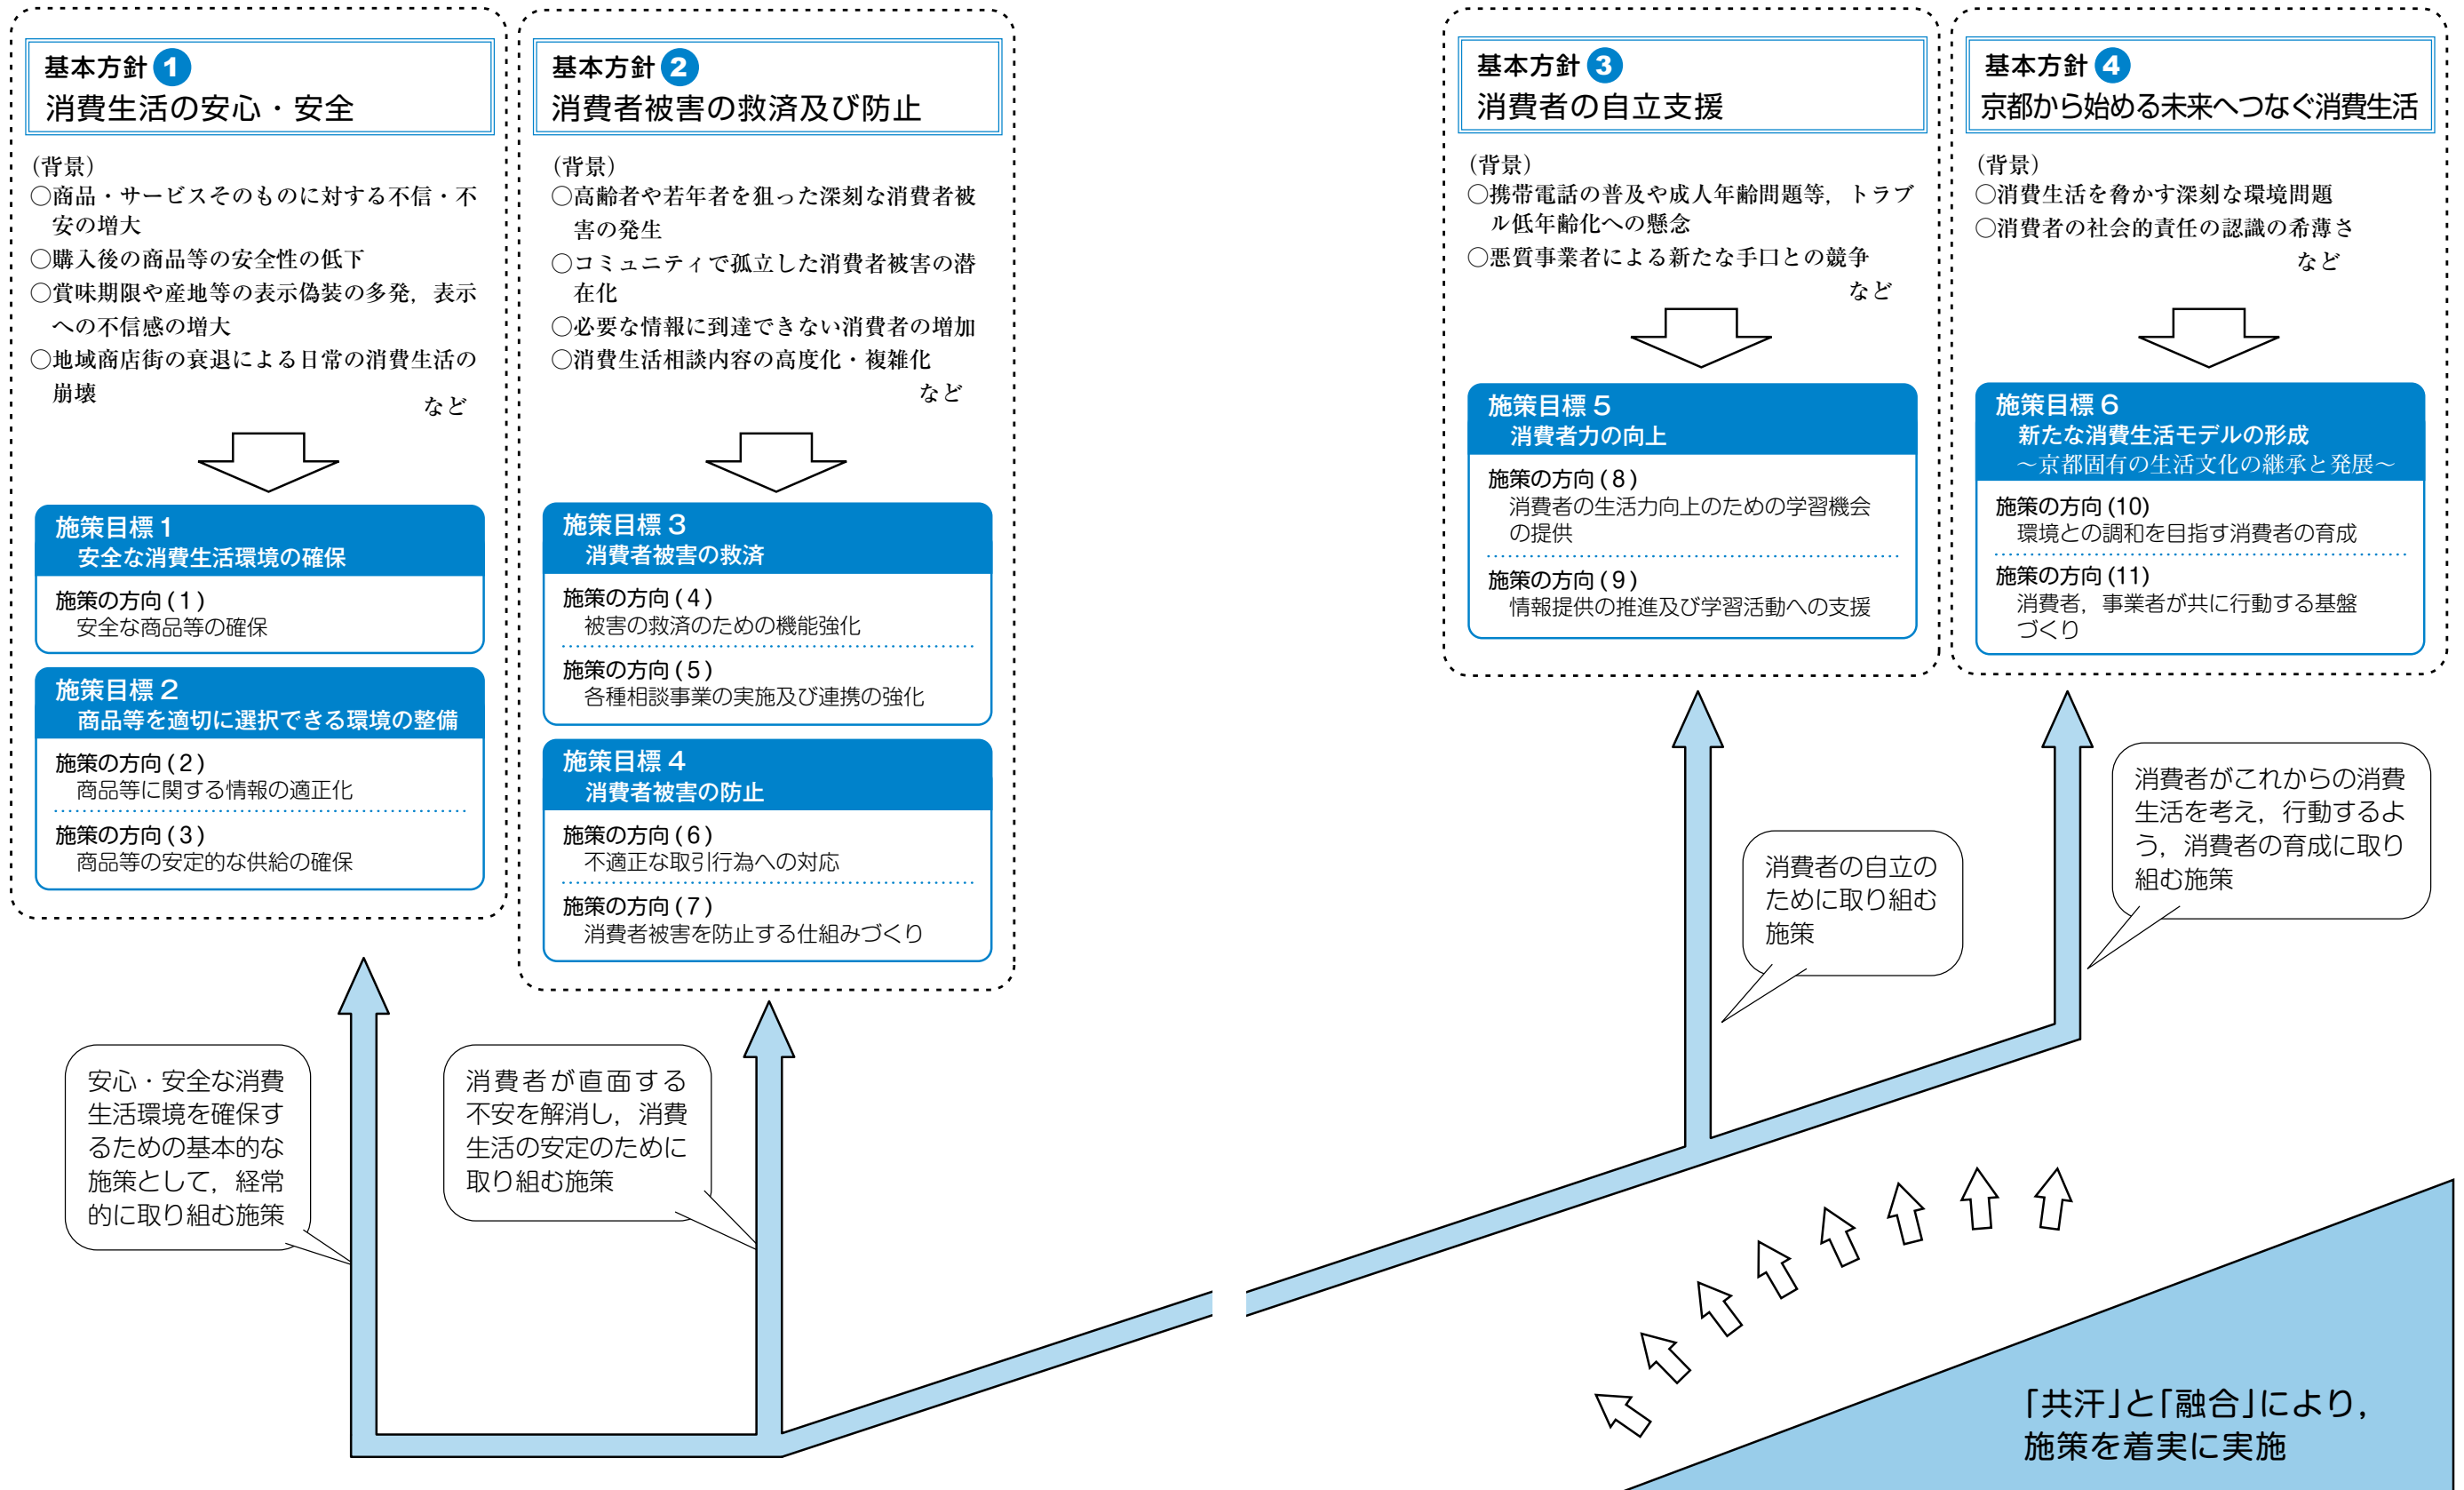 基本方針1
消費生活の安心・安全
（背景）
○商品・サービスそのものに対する不信・不
安の増大
○購入後の商品等の安全性の低下
○賞味期限や産地等の表示偽装の多発，表示
への不信感の増大
○地域商店街の衰退による日常の消費生活の
崩壊
など
施策目標1
安全な消費生活環境の確保
施策の方向(1)
安全な商品等の確保
施策目標2
商品等を適切に選択できる環境の整備
施策の方向(2)
商品等に関する情報の適正化
施策の方向(3)
商品等の安定的な供給の確保
基本方針2
消費者被害の救済及び防止
（背景）
○高齢者や若年者を狙った深刻な消費者被
害の発生
○コミュニティで孤立した消費者被害の潜
在化
○必要な情報に到達できない消費者の増加
○消費生活相談内容の高度化・複雑化
など
施策目標3
消費者被害の救済
施策の方向(4)
被害の救済のための機能強化
施策の方向(5)
各種相談事業の実施及び連携の強化
施策目標4
消費者被害の防止
施策の方向(6)
不適正な取引行為への対応
施策の方向(7)
消費者被害を防止する仕組みづくり
基本方針3
消費者の自立支援
（背景）
○携帯電話の普及や成人年齢問題等，トラブ
ル低年齢化への懸念
○悪質事業者による新たな手口との競争
など
施策目標5
消費者力の向上
施策の方向(8)
消費者の生活力向上のための学習機会
の提供
施策の方向(9)
情報提供の推進及び学習活動への支援
基本方針4
京都から始める未来へつなぐ消費生活
（背景）
○消費生活を脅かす深刻な環境問題
○消費者の社会的責任の認識の希薄さ
など
施策目標6
新たな消費生活モデルの形成
～京都固有の生活文化の継承と発展～
施策の方向(10)
環境との調和を目指す消費者の育成
施策の方向(11)
消費者，事業者が共に行動する基盤
づくり
安心・安全な消費
生活環境を確保す
るための基本的な
施策として，経常
的に取り組む施策
消費者が直面する
不安を解消し，消費
生活の安定のために
取り組む施策
消費者の自立の
ために取り組む
施策
消費者がこれからの消費
生活を考え，行動するよ
う，消費者の育成に取り
組む施策
「共汗」と「融合」により，
施策を着実に実施